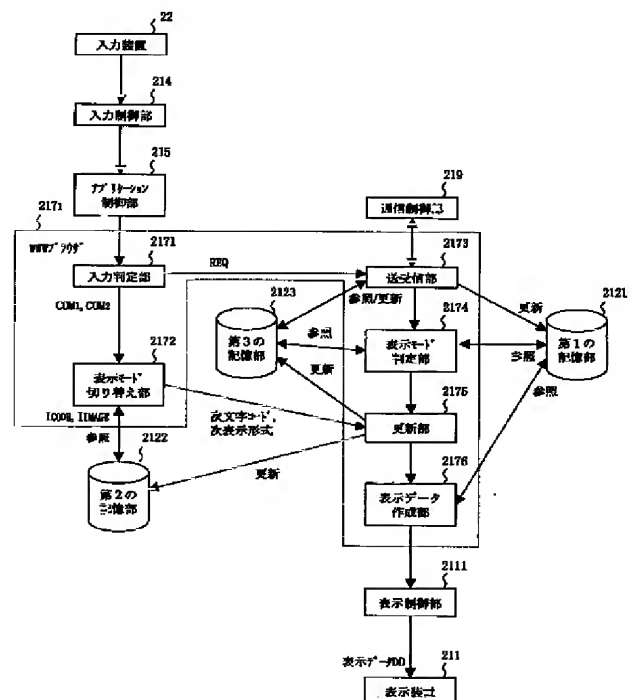 22
入力装置
214
入力制御部
215
アプリケーション
制御部
2171
WWWブラウザ
2171
入力判定部
REQ
COM1,COM2
219
通信制御部
2173
送受信部
参照/更新
更新
2123
第3の
記憶部
参照
更新
2174
表示モード
判定部
参照
2121
第1の
記憶部
参照
2172
表示モード
切り替え部
ICODE, IIMAGE
参照
2122
第2の
記憶部
次文字コード,
次表示形式
2175
更新部
更新
2176
表示データ
作成部
2111
表示制御部
表示データDD
211
表示装置